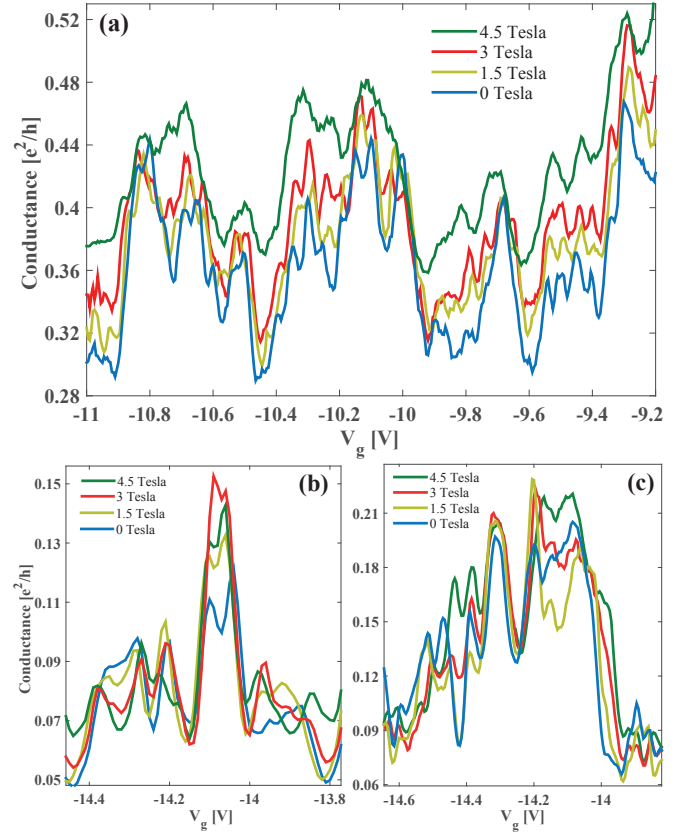 (a)
4.5 Tesla
3 Tesla
1.5 Tesla
0 Tesla
Conductance [e²/h]
0.52
0.48
0.44
0.4
0.36
0.32
0.28
-11 -10.8 -10.6 -10.4 -10.2 -10 -9.8 -9.6 -9.4 -9.2
V_g [V]
(b)
4.5 Tesla
3 Tesla
1.5 Tesla
0 Tesla
Conductance [e²/h]
0.15
0.13
0.11
0.09
0.07
0.05
-14.4 -14.2 -14 -13.8
V_g [V]
(c)
4.5 Tesla
3 Tesla
1.5 Tesla
0 Tesla
0.21
0.18
0.15
0.12
0.09
0.06
-14.6 -14.4 -14.2 -14
V_g [V]